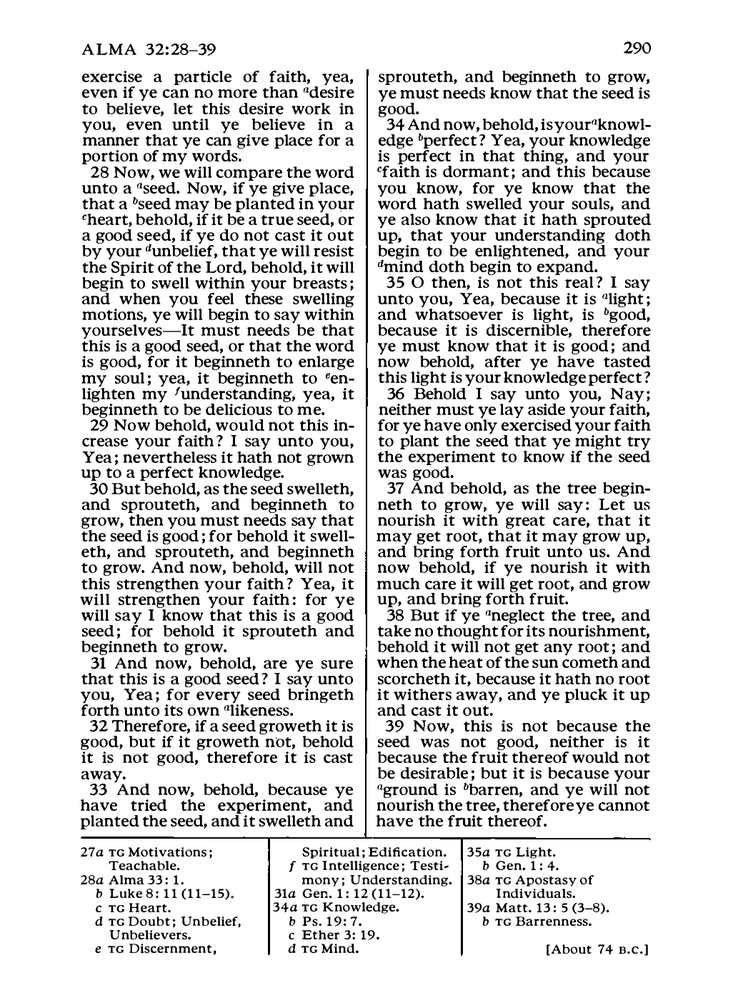 ALMA 32:28–39
290
exercise a particle of faith, yea,
even if ye can no more than adesire
to believe, let this desire work in
you, even until ye believe in a
manner that ye can give place for a
portion of my words.
28 Now, we will compare the word
unto a aseed. Now, if ye give place,
that a bseed may be planted in your
cheart, behold, if it be a true seed, or
a good seed, if ye do not cast it out
by your dunbelief, that ye will resist
the Spirit of the Lord, behold, it will
begin to swell within your breasts;
and when you feel these swelling
motions, ye will begin to say within
yourselves—It must needs be that
this is a good seed, or that the word
is good, for it beginneth to enlarge
my soul; yea, it beginneth to een-
lighten my funderstanding, yea, it
beginneth to be delicious to me.
29 Now behold, would not this in-
crease your faith? I say unto you,
Yea; nevertheless it hath not grown
up to a perfect knowledge.
30 But behold, as the seed swelleth,
and sprouteth, and beginneth to
grow, then you must needs say that
the seed is good; for behold it swell-
eth, and sprouteth, and beginneth
to grow. And now, behold, will not
this strengthen your faith? Yea, it
will strengthen your faith: for ye
will say I know that this is a good
seed; for behold it sprouteth and
beginneth to grow.
31 And now, behold, are ye sure
that this is a good seed? I say unto
you, Yea; for every seed bringeth
forth unto its own alikeness.
32 Therefore, if a seed groweth it is
good, but if it groweth not, behold
it is not good, therefore it is cast
away.
33 And now, behold, because ye
have tried the experiment, and
planted the seed, and it swelleth and
sprouteth, and beginneth to grow,
ye must needs know that the seed is
good.
34 And now, behold, is your aknowl-
edge bperfect? Yea, your knowledge
is perfect in that thing, and your
cfaith is dormant; and this because
you know, for ye know that the
word hath swelled your souls, and
ye also know that it hath sprouted
up, that your understanding doth
begin to be enlightened, and your
dmind doth begin to expand.
35 O then, is not this real? I say
unto you, Yea, because it is alight;
and whatsoever is light, is bgood,
because it is discernible, therefore
ye must know that it is good; and
now behold, after ye have tasted
this light is your knowledge perfect?
36 Behold I say unto you, Nay;
neither must ye lay aside your faith,
for ye have only exercised your faith
to plant the seed that ye might try
the experiment to know if the seed
was good.
37 And behold, as the tree begin-
neth to grow, ye will say: Let us
nourish it with great care, that it
may get root, that it may grow up,
and bring forth fruit unto us. And
now behold, if ye nourish it with
much care it will get root, and grow
up, and bring forth fruit.
38 But if ye aneglect the tree, and
take no thought for its nourishment,
behold it will not get any root; and
when the heat of the sun cometh and
scorcheth it, because it hath no root
it withers away, and ye pluck it up
and cast it out.
39 Now, this is not because the
seed was not good, neither is it
because the fruit thereof would not
be desirable; but it is because your
aground is bbarren, and ye will not
nourish the tree, therefore ye cannot
have the fruit thereof.
27a TG Motivations;
Teachable.
28a Alma 33:1.
b Luke 8:11 (11–15).
c TG Heart.
d TG Doubt; Unbelief,
Unbelievers.
e TG Discernment,
Spiritual; Edification.
f TG Intelligence; Testi-
mony; Understanding.
31a Gen. 1:12 (11–12).
34a TG Knowledge.
b Ps. 19:7.
c Ether 3:19.
d TG Mind.
35a TG Light.
b Gen. 1:4.
38a TG Apostasy of
Individuals.
39a Matt. 13:5 (3–8).
b TG Barrenness.
[About 74 B.C.]